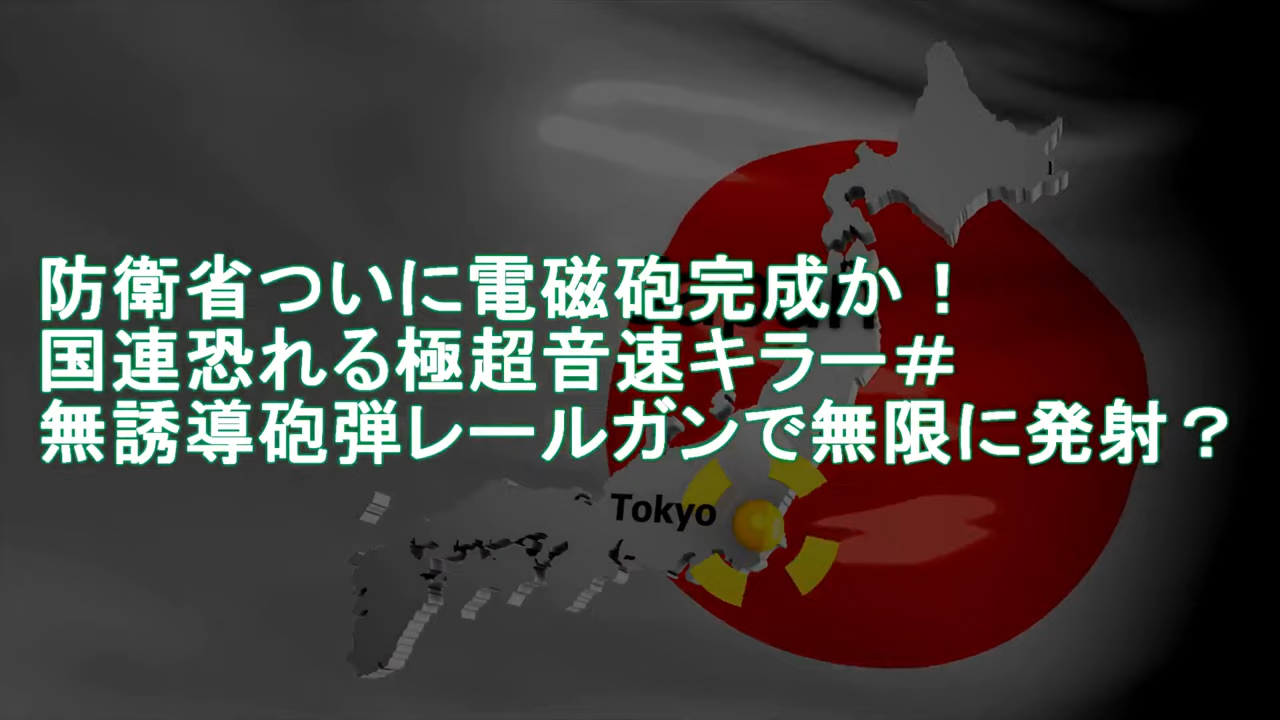 防衛省ついに電磁砲完成か！
国連恐れる極超音速キラー＃
無誘導砲弾レールガンで無限に発射？
Japan
Tokyo